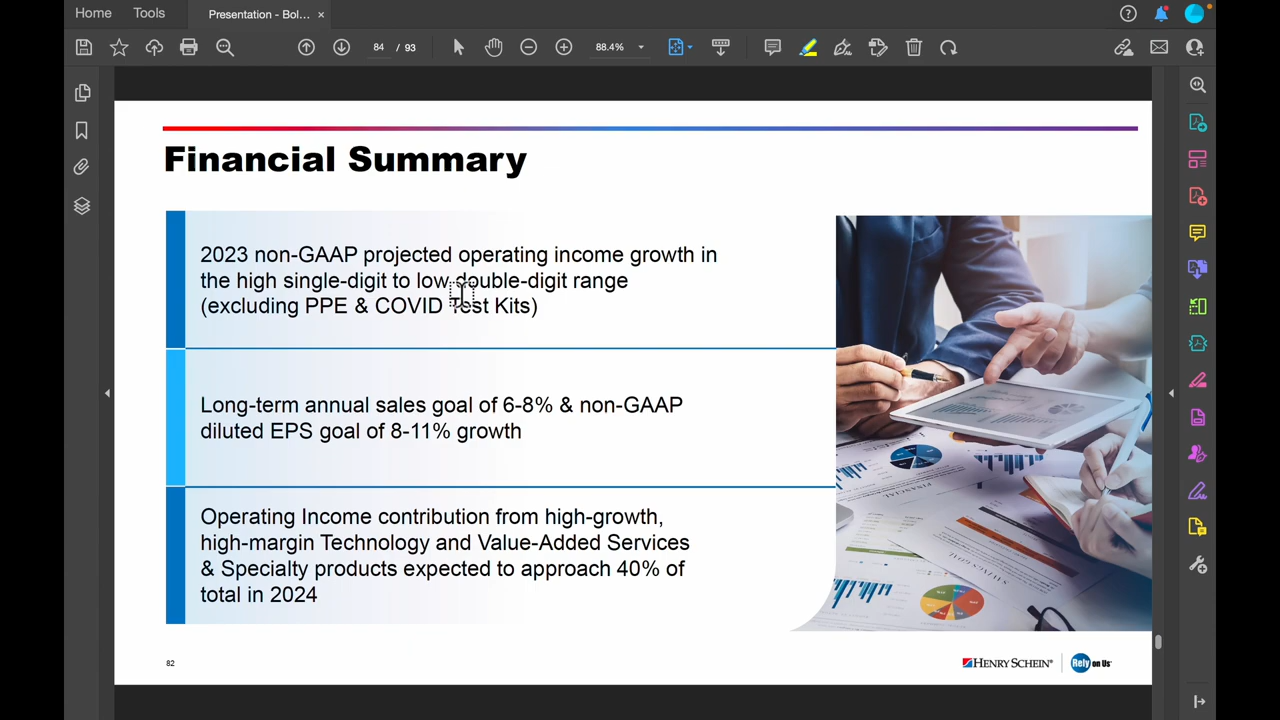 Home
Tools
Presentation - Bol... ×
84 / 93
88.4%
Financial Summary
2023 non-GAAP projected operating income growth in
the high single-digit to low double-digit range
(excluding PPE & COVID Test Kits)
Long-term annual sales goal of 6-8% & non-GAAP
diluted EPS goal of 8-11% growth
Operating Income contribution from high-growth,
high-margin Technology and Value-Added Services
& Specialty products expected to approach 40% of
total in 2024
82
HENRY SCHEIN®
Rely on Us